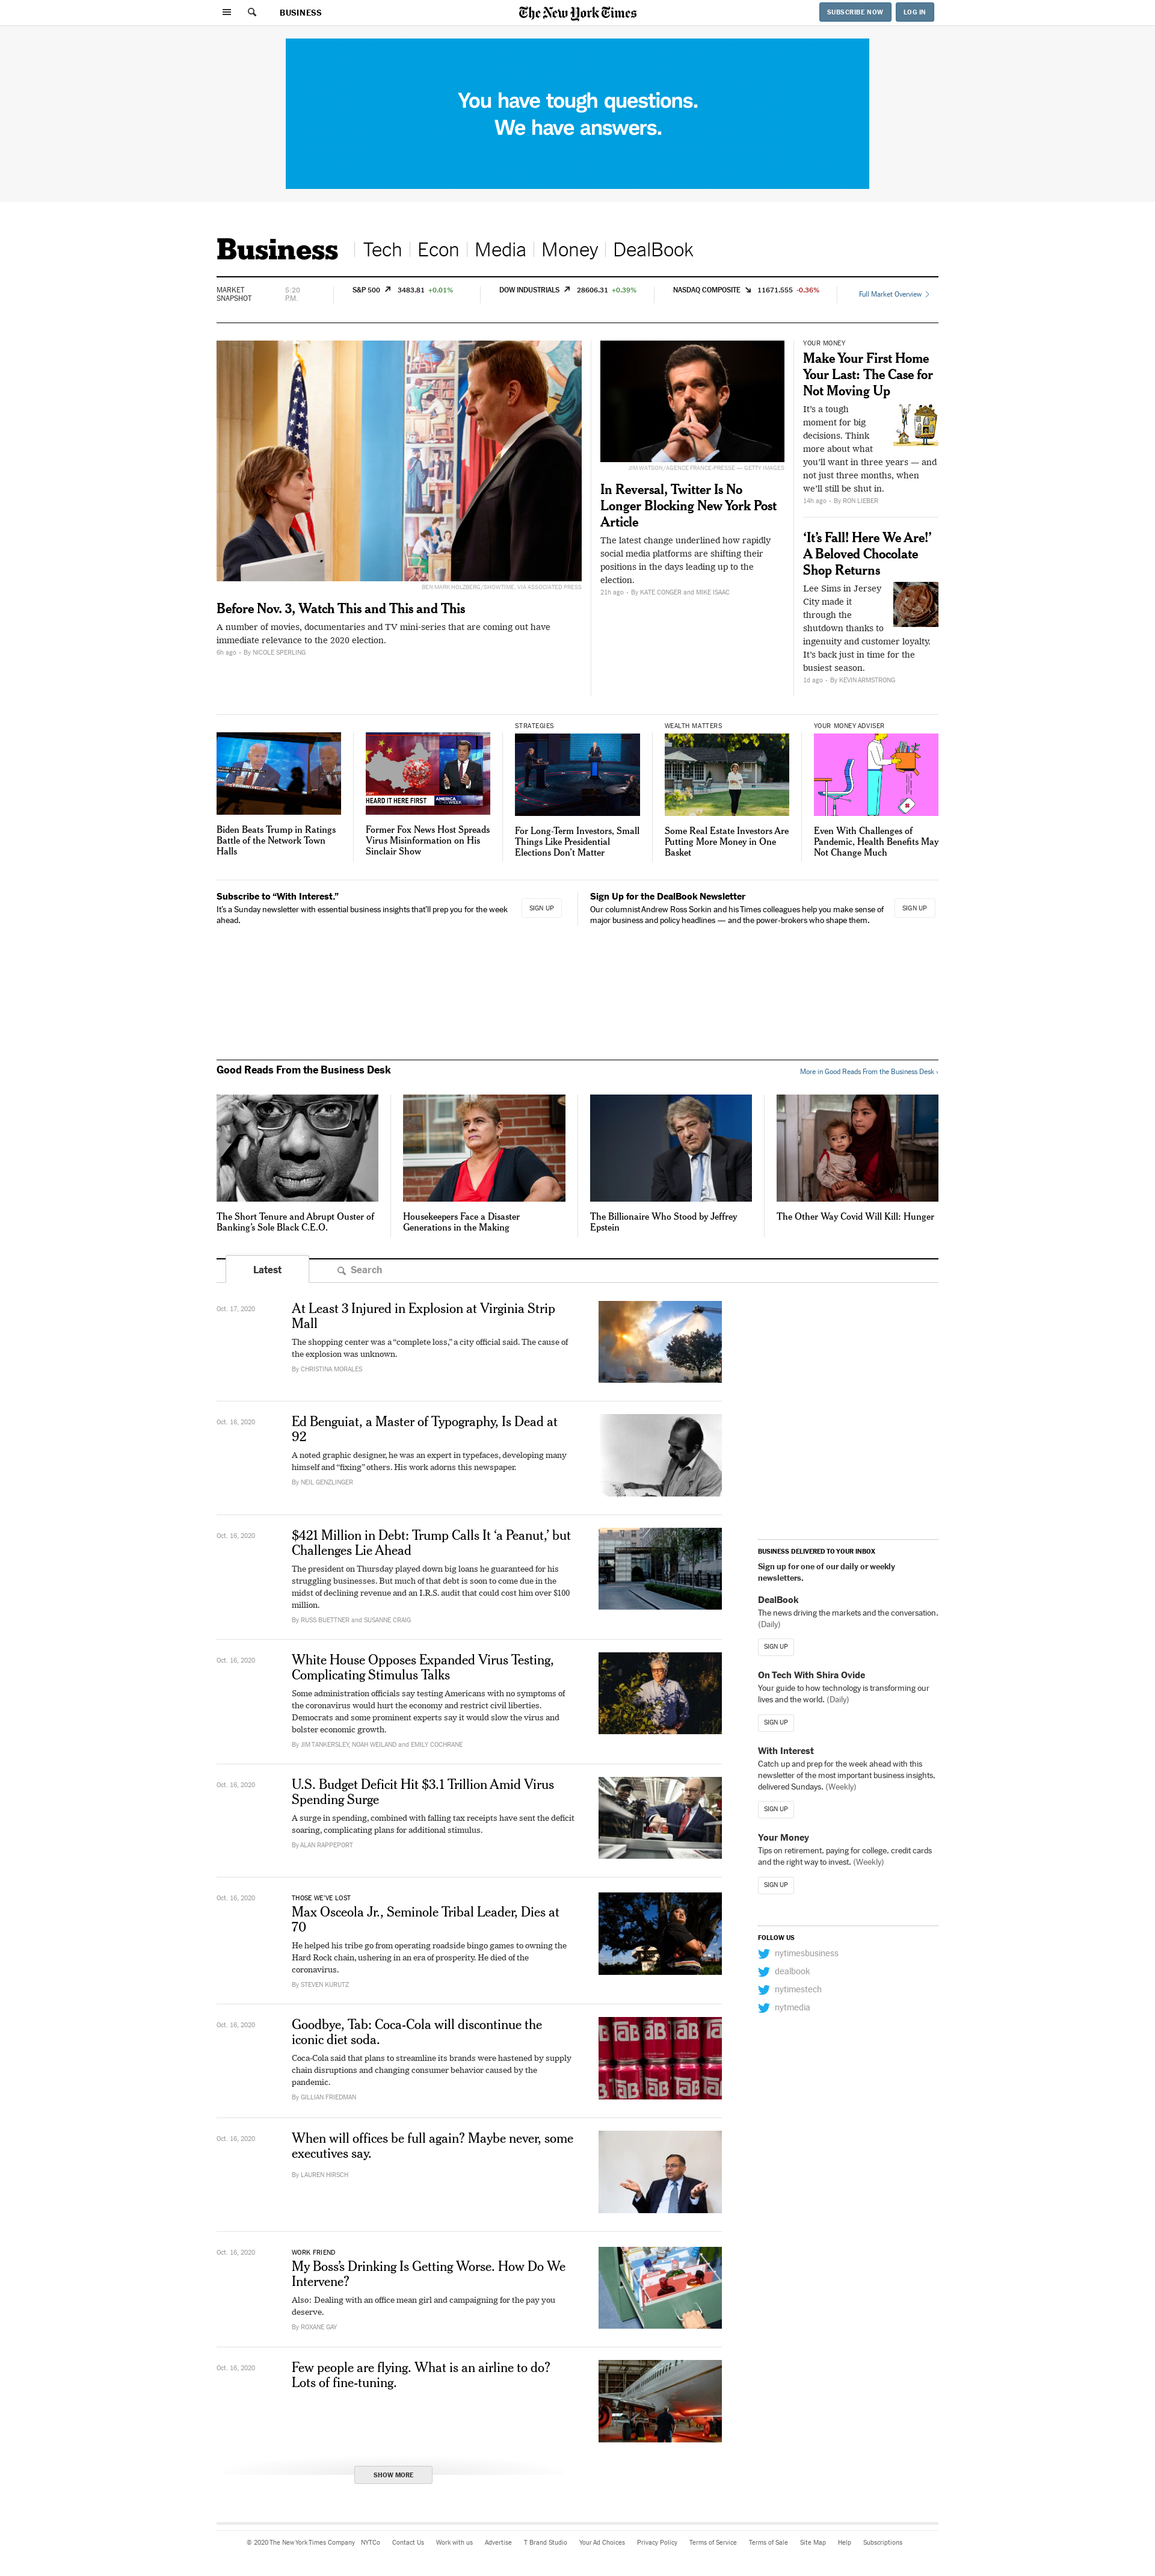 BUSINESS
The New York Times
SUBSCRIBE NOW
LOG IN
You have tough questions.
We have answers.
Business
Tech
Econ
Media
Money
DealBook
MARKET
SNAPSHOT
5:20
P.M.
S&P 500 3483.81 +0.01%
DOW INDUSTRIALS 28606.31 +0.39%
NASDAQ COMPOSITE 11671.555 -0.36%
Full Market Overview
BEN MARK HOLZBERG/SHOWTIME, VIA ASSOCIATED PRESS
Before Nov. 3, Watch This and This and This
A number of movies, documentaries and TV mini-series that are coming out have
immediate relevance to the 2020 election.
6h ago • By NICOLE SPERLING
JIM WATSON/AGENCE FRANCE-PRESSE — GETTY IMAGES
In Reversal, Twitter Is No
Longer Blocking New York Post
Article
The latest change underlined how rapidly
social media platforms are shifting their
positions in the days leading up to the
election.
21h ago • By KATE CONGER and MIKE ISAAC
YOUR MONEY
Make Your First Home
Your Last: The Case for
Not Moving Up
It's a tough
moment for big
decisions. Think
more about what
you'll want in three years — and
not just three months, when
we'll still be shut in.
14h ago • By RON LIEBER
‘It’s Fall! Here We Are!’
A Beloved Chocolate
Shop Returns
Lee Sims in Jersey
City made it
through the
shutdown thanks to
ingenuity and customer loyalty.
It's back just in time for the
busiest season.
1d ago • By KEVIN ARMSTRONG
Biden Beats Trump in Ratings
Battle of the Network Town
Halls
HEARD IT HERE FIRST
AMERICA
THIS WEEK
Former Fox News Host Spreads
Virus Misinformation on His
Sinclair Show
STRATEGIES
For Long-Term Investors, Small
Things Like Presidential
Elections Don't Matter
WEALTH MATTERS
Some Real Estate Investors Are
Putting More Money in One
Basket
YOUR MONEY ADVISER
Even With Challenges of
Pandemic, Health Benefits May
Not Change Much
Subscribe to “With Interest.”
It's a Sunday newsletter with essential business insights that'll prep you for the week
ahead.
SIGN UP
Sign Up for the DealBook Newsletter
Our columnist Andrew Ross Sorkin and his Times colleagues help you make sense of
major business and policy headlines — and the power-brokers who shape them.
SIGN UP
Good Reads From the Business Desk
More in Good Reads From the Business Desk ›
The Short Tenure and Abrupt Ouster of
Banking's Sole Black C.E.O.
Housekeepers Face a Disaster
Generations in the Making
The Billionaire Who Stood by Jeffrey
Epstein
The Other Way Covid Will Kill: Hunger
Latest
Search
Oct. 17, 2020
At Least 3 Injured in Explosion at Virginia Strip
Mall
The shopping center was a “complete loss,” a city official said. The cause of
the explosion was unknown.
By CHRISTINA MORALES
Oct. 16, 2020
Ed Benguiat, a Master of Typography, Is Dead at
92
A noted graphic designer, he was an expert in typefaces, developing many
himself and “fixing” others. His work adorns this newspaper.
By NEIL GENZLINGER
Oct. 16, 2020
$421 Million in Debt: Trump Calls It ‘a Peanut,’ but
Challenges Lie Ahead
The president on Thursday played down big loans he guaranteed for his
struggling businesses. But much of that debt is soon to come due in the
midst of declining revenue and an I.R.S. audit that could cost him over $100
million.
By RUSS BUETTNER and SUSANNE CRAIG
Oct. 16, 2020
White House Opposes Expanded Virus Testing,
Complicating Stimulus Talks
Some administration officials say testing Americans with no symptoms of
the coronavirus would hurt the economy and restrict civil liberties.
Democrats and some prominent experts say it would slow the virus and
bolster economic growth.
By JIM TANKERSLEY, NOAH WEILAND and EMILY COCHRANE
Oct. 16, 2020
U.S. Budget Deficit Hit $3.1 Trillion Amid Virus
Spending Surge
A surge in spending, combined with falling tax receipts have sent the deficit
soaring, complicating plans for additional stimulus.
By ALAN RAPPEPORT
Oct. 16, 2020
THOSE WE'VE LOST
Max Osceola Jr., Seminole Tribal Leader, Dies at
70
He helped his tribe go from operating roadside bingo games to owning the
Hard Rock chain, ushering in an era of prosperity. He died of the
coronavirus.
By STEVEN KURUTZ
Oct. 16, 2020
Goodbye, Tab: Coca-Cola will discontinue the
iconic diet soda.
Coca-Cola said that plans to streamline its brands were hastened by supply
chain disruptions and changing consumer behavior caused by the
pandemic.
By GILLIAN FRIEDMAN
TaB TaB TaB
Oct. 16, 2020
When will offices be full again? Maybe never, some
executives say.
By LAUREN HIRSCH
Oct. 16, 2020
WORK FRIEND
My Boss's Drinking Is Getting Worse. How Do We
Intervene?
Also: Dealing with an office mean girl and campaigning for the pay you
deserve.
By ROXANE GAY
Oct. 16, 2020
Few people are flying. What is an airline to do?
Lots of fine-tuning.
SHOW MORE
BUSINESS DELIVERED TO YOUR INBOX
Sign up for one of our daily or weekly
newsletters.
DealBook
The news driving the markets and the conversation.
(Daily)
SIGN UP
On Tech With Shira Ovide
Your guide to how technology is transforming our
lives and the world. (Daily)
SIGN UP
With Interest
Catch up and prep for the week ahead with this
newsletter of the most important business insights,
delivered Sundays. (Weekly)
SIGN UP
Your Money
Tips on retirement, paying for college, credit cards
and the right way to invest. (Weekly)
SIGN UP
FOLLOW US
nytimesbusiness
dealbook
nytimestech
nytmedia
© 2020 The New York Times Company NYTCo Contact Us Work with us Advertise T Brand Studio Your Ad Choices Privacy Policy Terms of Service Terms of Sale Site Map Help Subscriptions